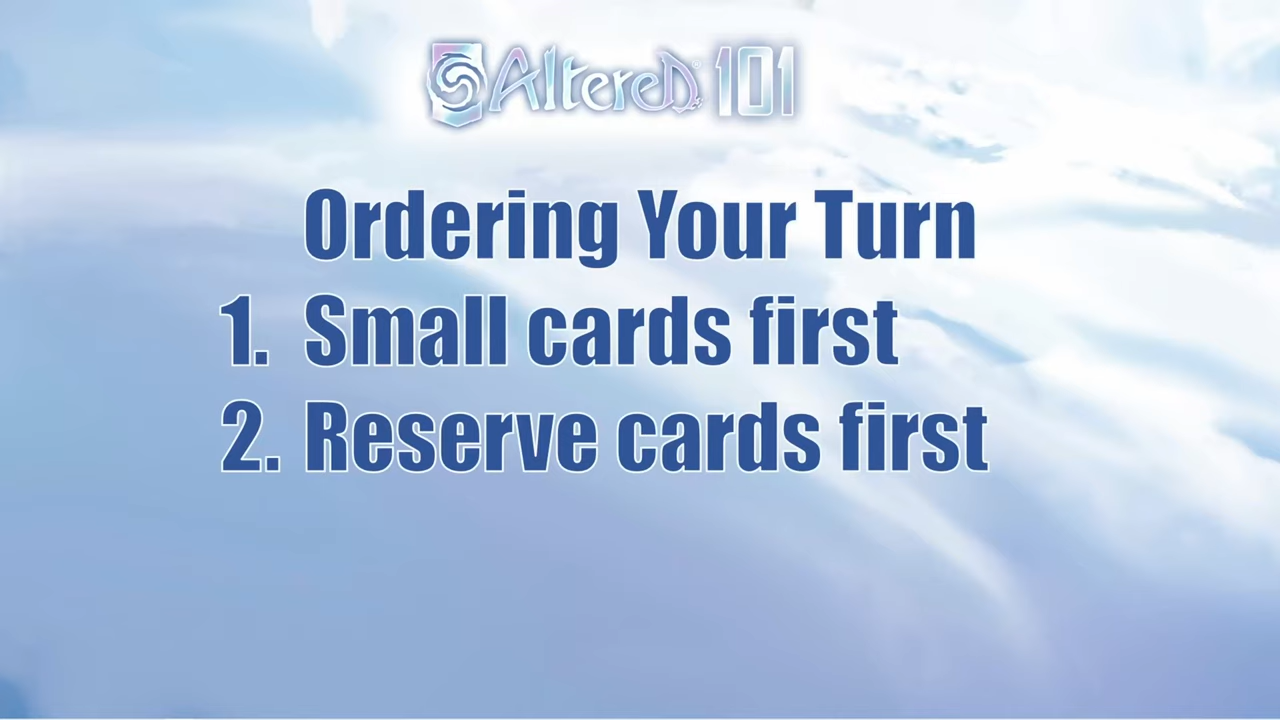 Altered 101
Ordering Your Turn
1. Small cards first
2. Reserve cards first